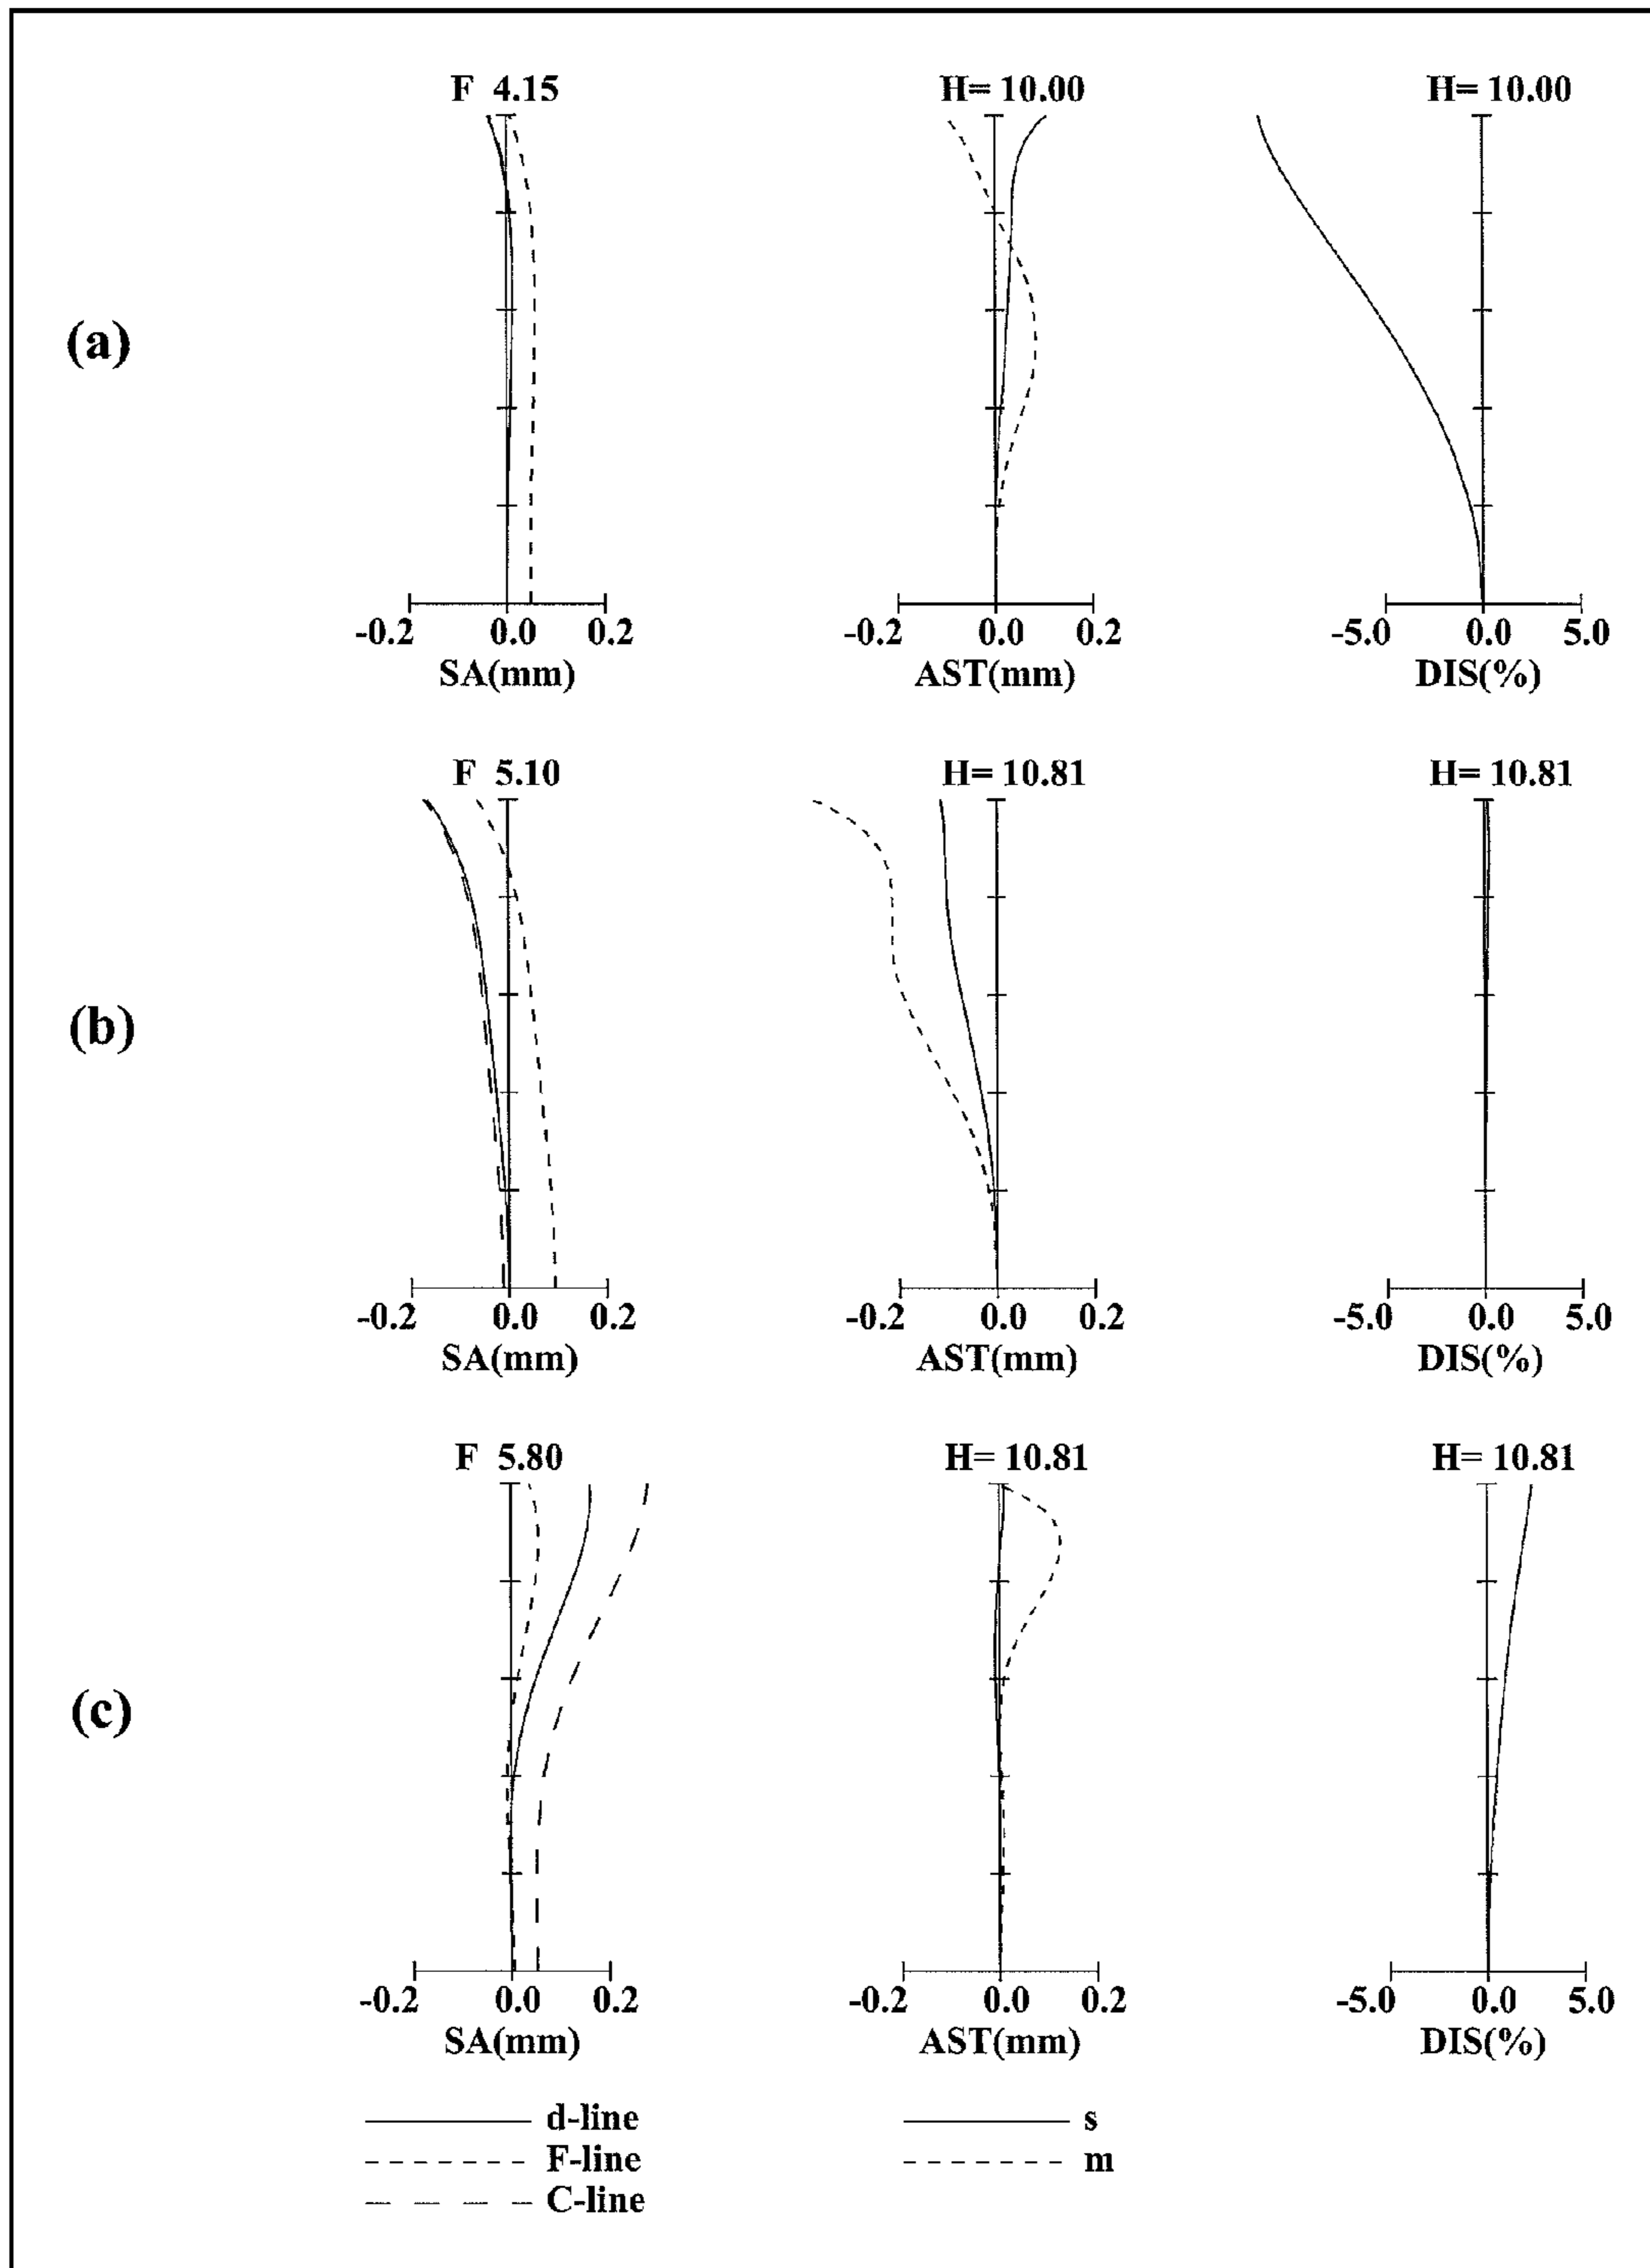 F 4.15 H= 10.00 H= 10.00
(a)
-0.2 0.0 0.2 -0.2 0.0 0.2 -5.0 0.0 5.0
SA(mm) AST(mm) DIS(%)
F 5.10 H= 10.81 H= 10.81
(b)
-0.2 0.0 0.2 -0.2 0.0 0.2 -5.0 0.0 5.0
SA(mm) AST(mm) DIS(%)
F 5.80 H= 10.81 H= 10.81
(c)
-0.2 0.0 0.2 -0.2 0.0 0.2 -5.0 0.0 5.0
SA(mm) AST(mm) DIS(%)
d-line s
F-line m
C-line